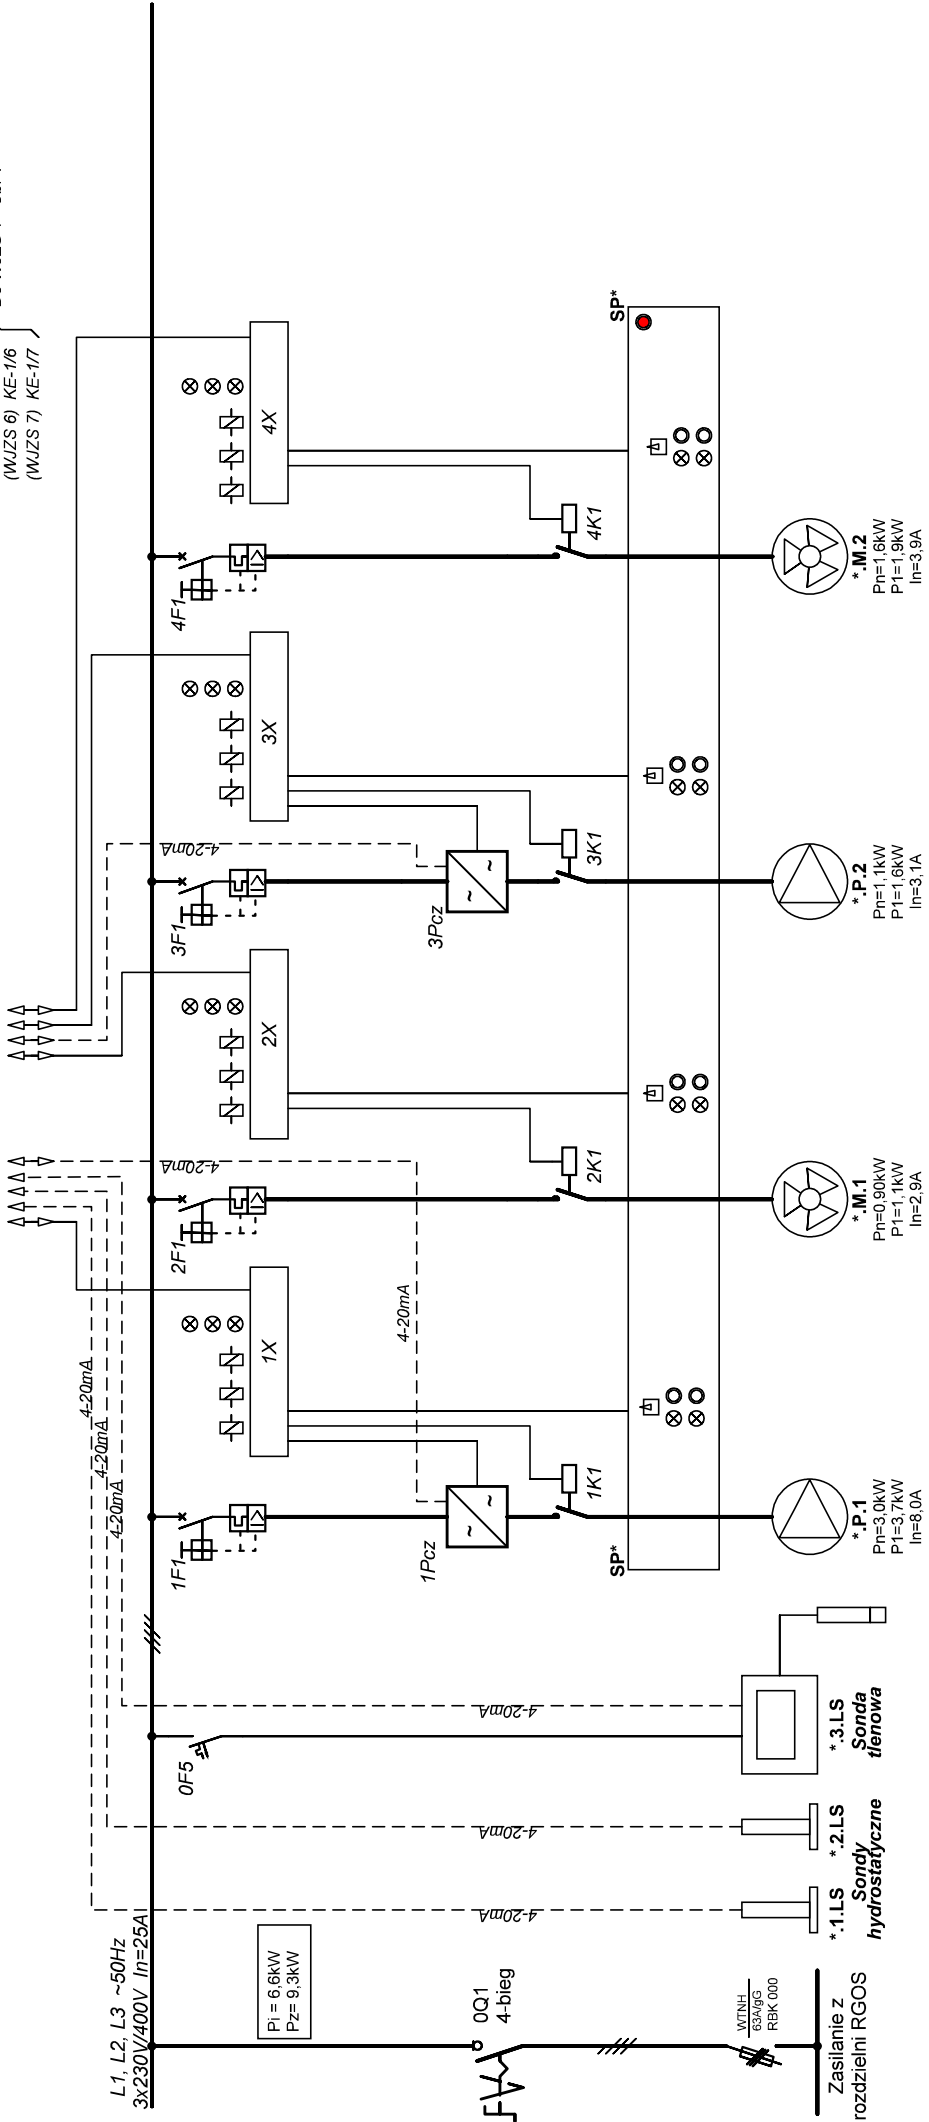 (WJZS 6) KE-1/6
(WJZS 7) KE-1/7
L1, L2, L3 ~50Hz
3x230V/400V In=25A
4-20mA
4-20mA
4-20mA
4-20mA
4-20mA
4-20mA
0F5
1F1
2F1
3F1
4F1
1X
2X
3X
4X
Pi = 6,6kW
Pz= 9,3kW
4-20mA
4-20mA
4-20mA
1Pcz
3Pcz
~
~
~
~
0Q1
4-bieg
1K1
2K1
3K1
4K1
SP*
SP*
WTNH
63A/gG
RBK 000
Zasilanie z
rozdzielni RGOS
*.1.LS
*.2.LS
Sondy
hydrostatyczne
*.3.LS
Sonda
tlenowa
*.P.1
Pn=3,0kW
P1=3,7kW
In=8,0A
*.M.1
Pn=0,90kW
P1=1,1kW
In=2,9A
*.P.2
Pn=1,1kW
P1=1,6kW
In=3,1A
*.M.2
Pn=1,6kW
P1=1,9kW
In=3,9A